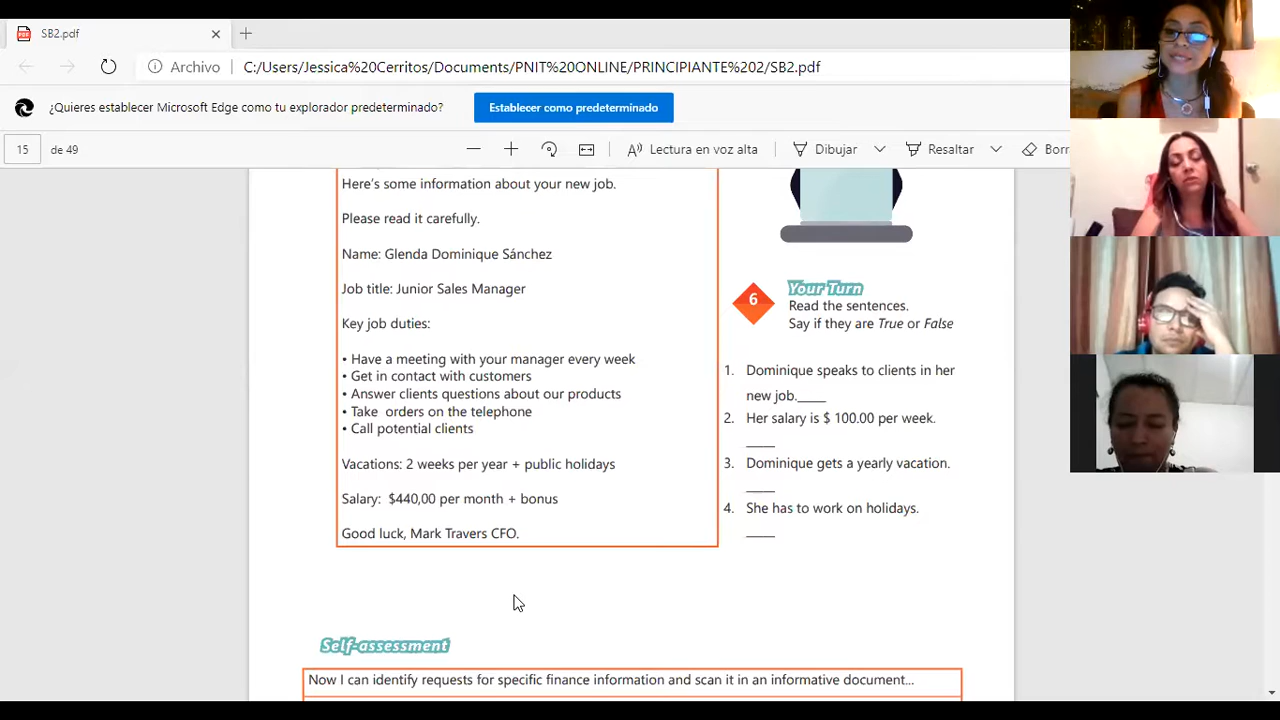 SB2.pdf
Archivo
C:/Users/Jessica%20Cerritos/Documents/PNIT%20ONLINE/PRINCIPIANTE%202/SB2.pdf
¿Quieres establecer Microsoft Edge como tu explorador predeterminado?
Establecer como predeterminado
15
de 49
Lectura en voz alta
Dibujar
Resaltar
Borr
Here's some information about your new job.
Please read it carefully.
Name: Glenda Dominique Sánchez
Job title: Junior Sales Manager
Key job duties:
• Have a meeting with your manager every week
• Get in contact with customers
• Answer clients questions about our products
• Take orders on the telephone
• Call potential clients
Vacations: 2 weeks per year + public holidays
Salary: $440,00 per month + bonus
Good luck, Mark Travers CFO.
6
Your Turn
Read the sentences.
Say if they are True or False
1. Dominique speaks to clients in her
new job.____
2. Her salary is $ 100.00 per week.
____
3. Dominique gets a yearly vacation.
____
4. She has to work on holidays.
____
Self-assessment
Now I can identify requests for specific finance information and scan it in an informative document...